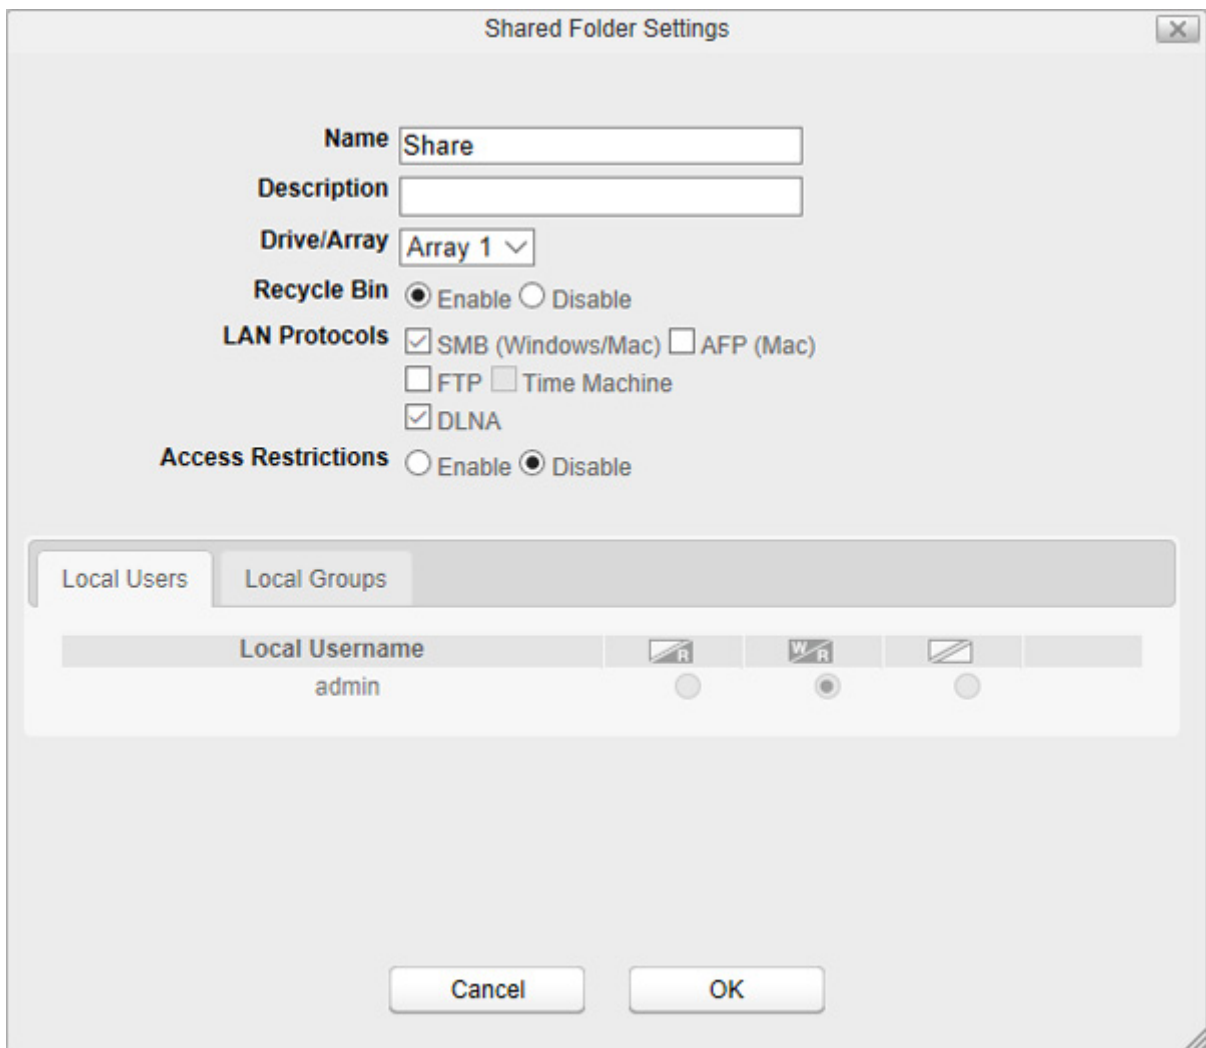 Shared Folder Settings
Name Share
Description
Drive/Array Array 1
Recycle Bin Enable Disable
LAN Protocols SMB (Windows/Mac) AFP (Mac)
FTP Time Machine
DLNA
Access Restrictions Enable Disable
Local Users Local Groups
Local Username R W/R
admin
Cancel OK